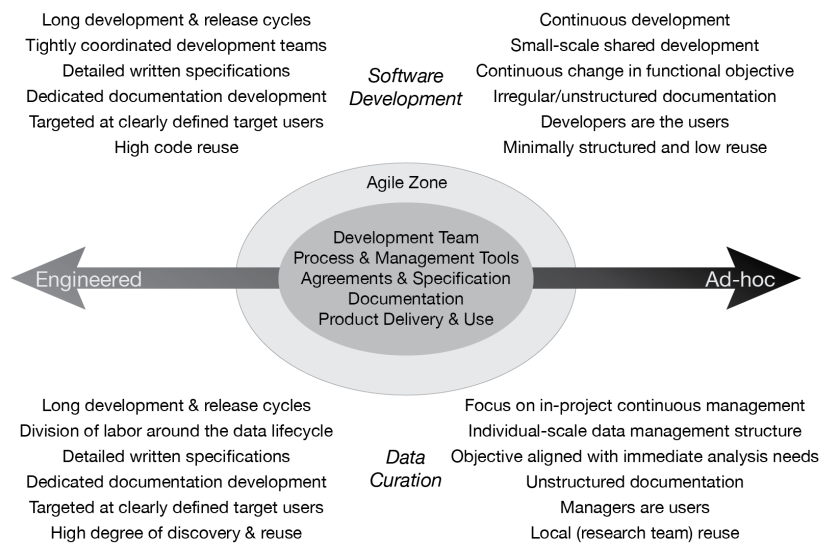 Long development & release cycles
Tightly coordinated development teams
Detailed written specifications
Dedicated documentation development
Targeted at clearly defined target users
High code reuse
Software
Development
Continuous development
Small-scale shared development
Continuous change in functional objective
Irregular/unstructured documentation
Developers are the users
Minimally structured and low reuse
Agile Zone
Development Team
Process & Management Tools
Agreements & Specification
Documentation
Product Delivery & Use
Engineered
Ad-hoc
Long development & release cycles
Division of labor around the data lifecycle
Detailed written specifications
Dedicated documentation development
Targeted at clearly defined target users
High degree of discovery & reuse
Data
Curation
Focus on in-project continuous management
Individual-scale data management structure
Objective aligned with immediate analysis needs
Unstructured documentation
Managers are users
Local (research team) reuse